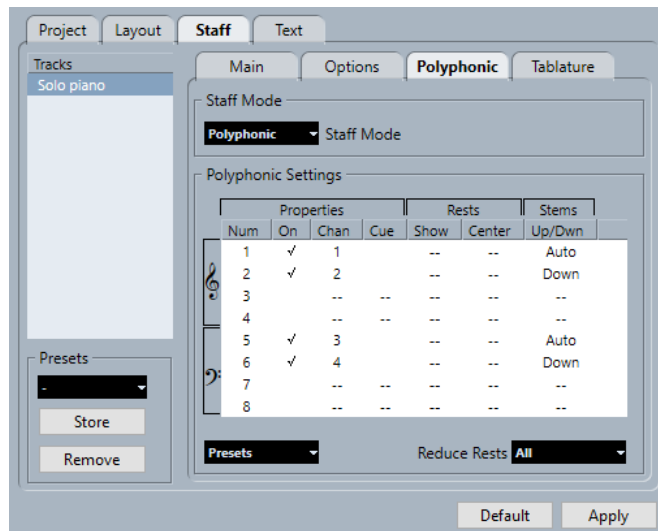 Project Layout Staff Text
Tracks
Solo piano
Main Options Polyphonic Tablature
Staff Mode
Polyphonic Staff Mode
Polyphonic Settings
Properties Rests Stems
Num On Chan Cue Show Center Up/Dwn
1 √ 1 -- -- Auto
2 √ 2 -- -- Down
3 -- -- -- -- --
4 -- -- -- -- --
5 √ 3 -- -- Auto
6 √ 4 -- -- Down
7 -- -- -- -- --
8 -- -- -- -- --
Presets
-
Store
Remove
Presets Reduce Rests All
Default Apply